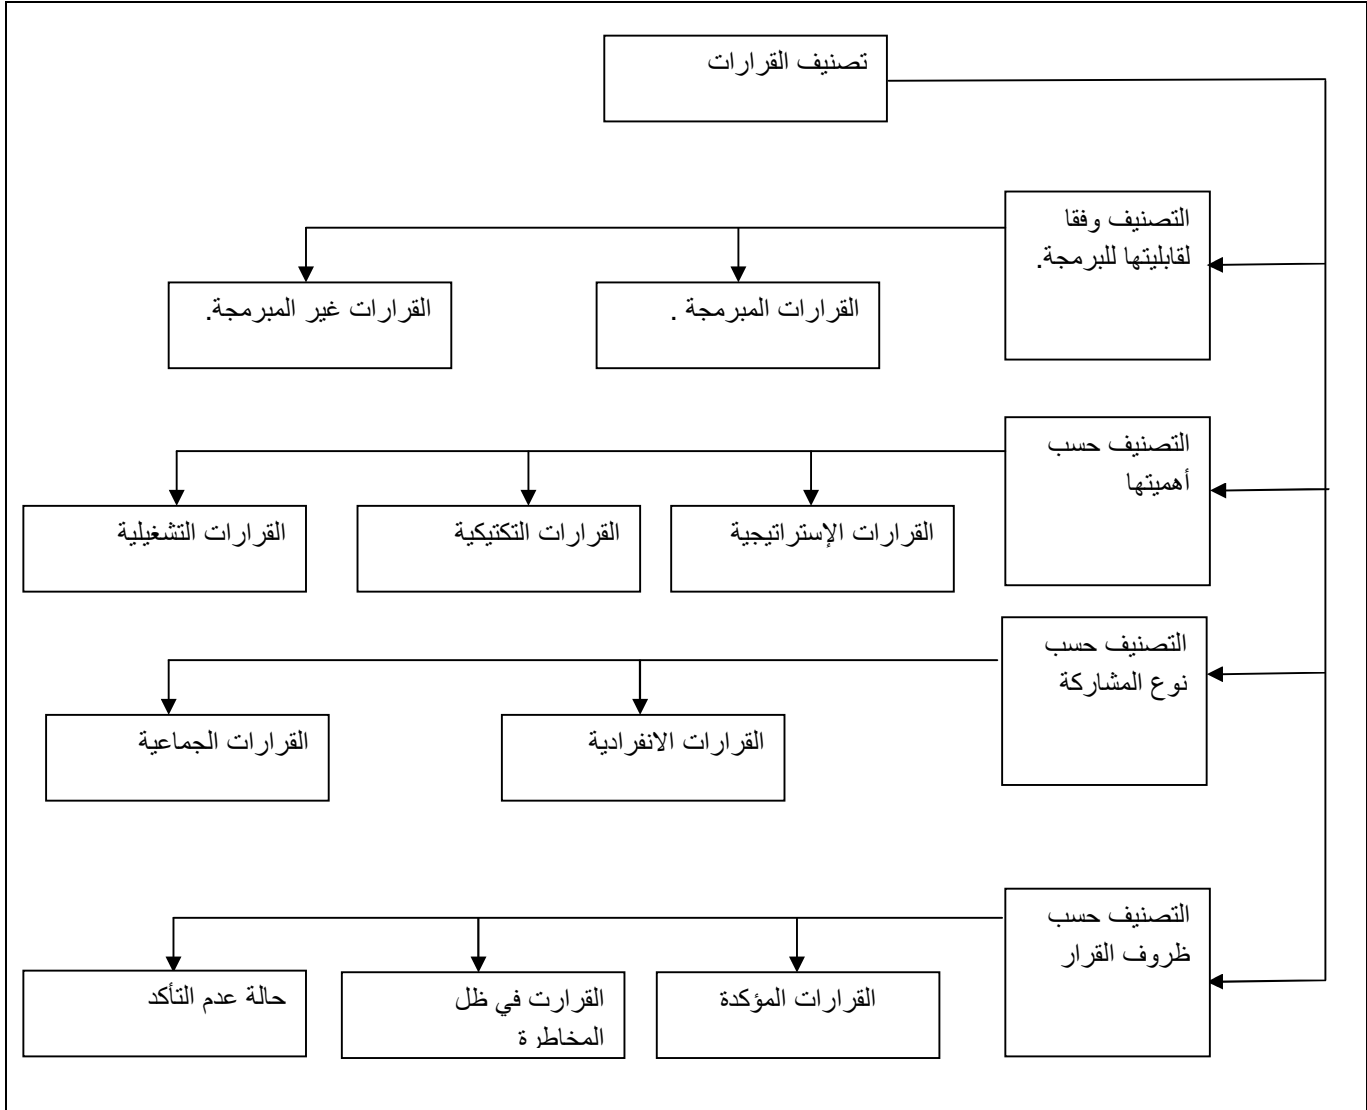 تصنيف القرارات
التصنيف وفقا
لقابليتها للبرمجة.
القرارات المبرمجة .
القرارات غير المبرمجة.
التصنيف حسب
أهميتها
القرارات الإستراتيجية
القرارات التكتيكية
القرارات التشغيلية
التصنيف حسب
نوع المشاركة
القرارات الانفرادية
القرارات الجماعية
التصنيف حسب
ظروف القرار
القرارات المؤكدة
القرارت في ظل
المخاطرة
حالة عدم التأكد